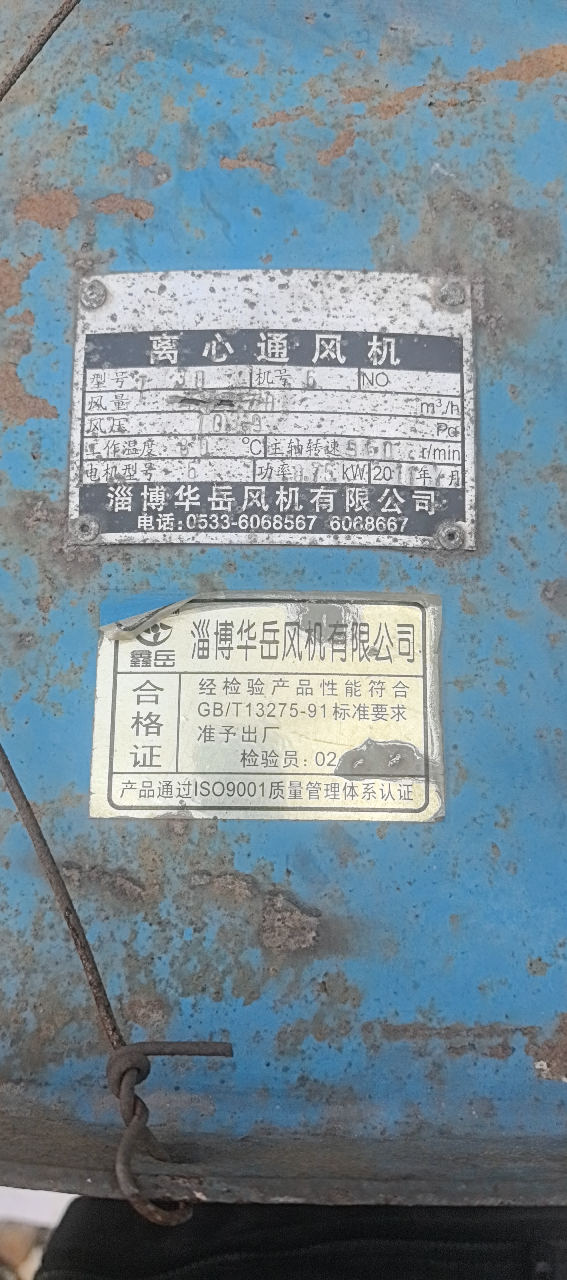 离心通风机
型号 30 机号 6 NO
风量 m³/h
风压 Pa
工作温度 °C 主轴转速 960 r/min
电机型号 6 功率 kW 20 年 月
淄博华岳风机有限公司
电话:0533-6068567 6068667
鑫岳 淄博华岳风机有限公司
合格证
经检验产品性能符合
GB/T13275-91标准要求
准予出厂
检验员:02
产品通过ISO9001质量管理体系认证